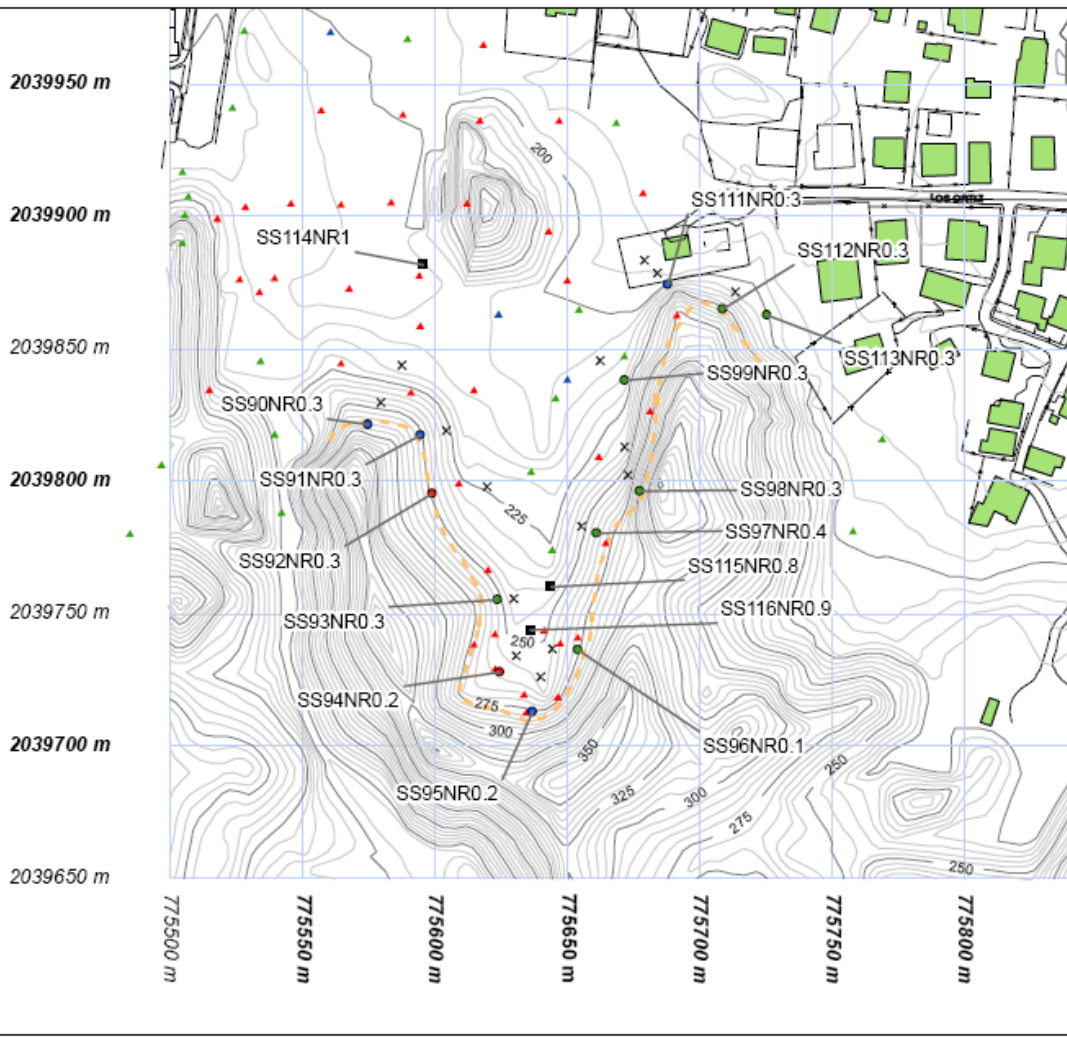 2039950 m
200
2039900 m
SS111NR0.3
SS114NR1
SS112NR0.3
2039850 m
SS113NR0.3
SS99NR0.3
SS90NR0.3
SS91NR0.3
2039800 m
SS98NR0.3
225
SS97NR0.4
SS92NR0.3
SS115NR0.8
2039750 m
SS116NR0.9
SS93NR0.3
250
SS94NR0.2
275
300
2039700 m
SS96NR0.1
350
250
SS95NR0.2
325
300
275
250
2039650 m
775500 m
775550 m
775600 m
775650 m
775700 m
775750 m
775800 m